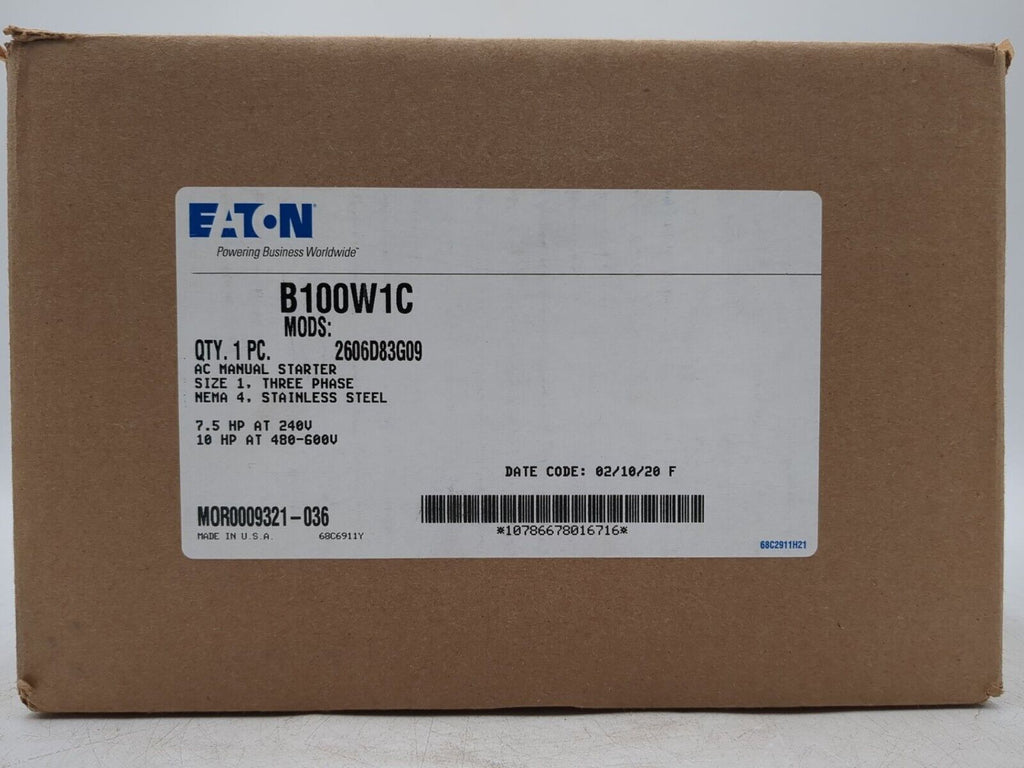 EATON®
Powering Business Worldwide™
B100W1C
MODS:
QTY. 1 PC. 2606D83G09
AC MANUAL STARTER
SIZE 1, THREE PHASE
NEMA 4, STAINLESS STEEL
7.5 HP AT 240V
10 HP AT 480-600V
DATE CODE: 02/10/20 F
MOR0009321-036
*10786678016716*
MADE IN U.S.A. 68C6911Y
68C2911H21